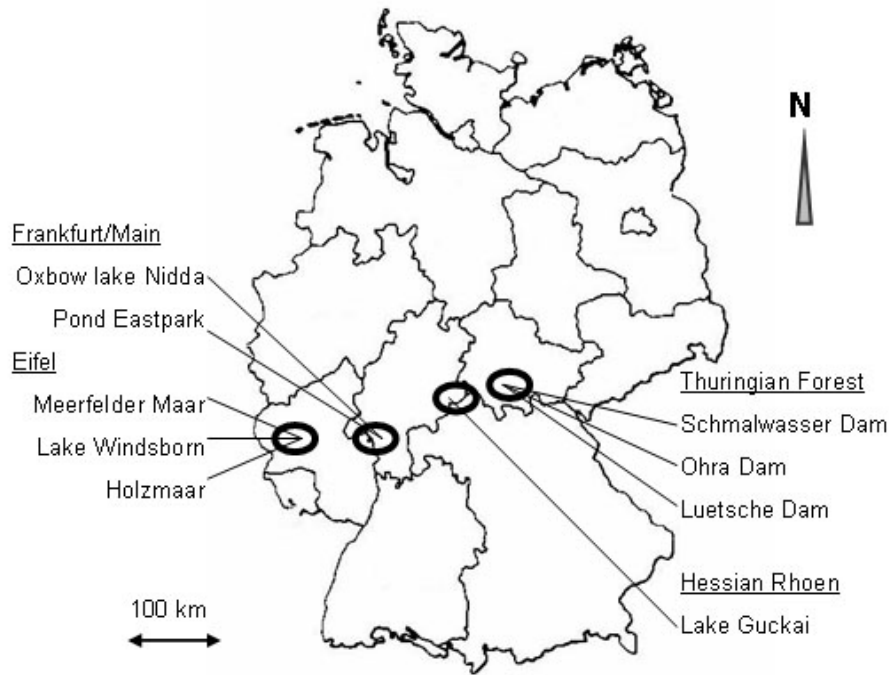 N
Frankfurt/Main
Oxbow lake Nidda
Pond Eastpark
Eifel
Meerfelder Maar
Lake Windsborn
Holzmaar
Thuringian Forest
Schmalwasser Dam
Ohra Dam
Luetsche Dam
Hessian Rhoen
Lake Guckai
100 km